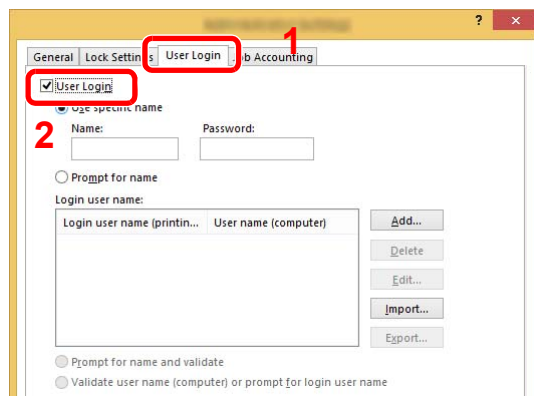 ?
1
General Lock Settin s User Login b Accounting
User Login
2
Use specific name
Name: Password:
Prompt for name
Login user name:
Login user name (printin... User name (computer)
Add...
Delete
Edit...
Import...
Export...
Prompt for name and validate
Validate user name (computer) or prompt for login user name